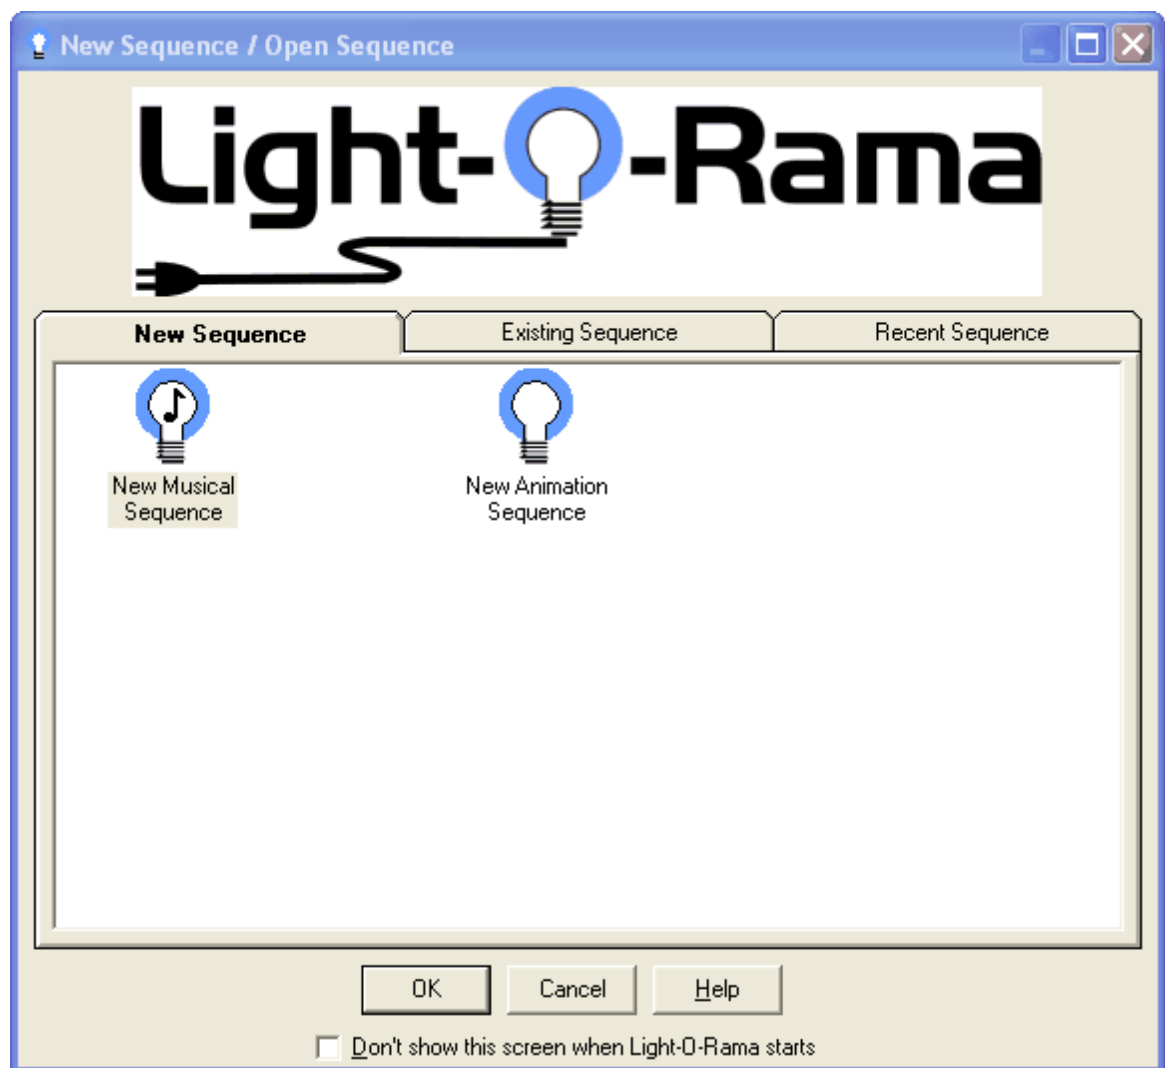 New Sequence / Open Sequence
Light-O-Rama
New Sequence
Existing Sequence
Recent Sequence
New Musical
Sequence
New Animation
Sequence
OK
Cancel
Help
Don't show this screen when Light-O-Rama starts